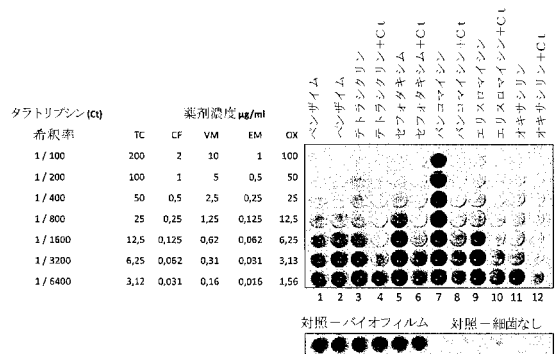 ベンザイム
ベンザイム
テトラシクリン
テトラシクリン+Ct
セフォタキシム
セフォタキシム+Ct
バンコマイシン
バンコマイシン+Ct
エリスロマイシン
エリスロマイシン+Ct
オキサシリン
オキサシリン+Ct
タラトリプシン(Ct) 薬剤濃度 µg/ml
希釈率 TC CF VM EM OX
1/100 200 2 10 1 100
1/200 100 1 5 0,5 50
1/400 50 0,5 2,5 0,25 25
1/800 25 0,25 1,25 0,125 12,5
1/1600 12,5 0,125 0,62 0,062 6,25
1/3200 6,25 0,062 0,31 0,031 3,13
1/6400 3,12 0,031 0,16 0,016 1,56
1 2 3 4 5 6 7 8 9 10 11 12
対照－バイオフィルム 対照－細菌なし